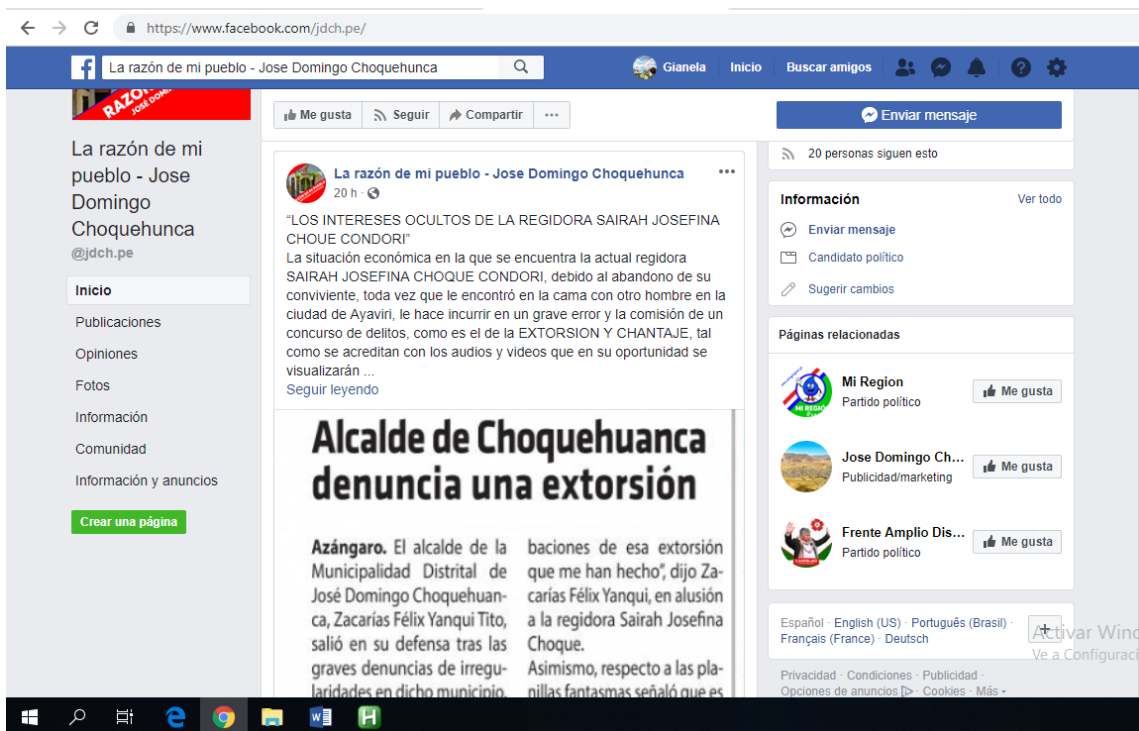 https://www.facebook.com/jdch.pe/
La razón de mi pueblo - Jose Domingo Choquehunca
Gianela
Inicio
Buscar amigos
RAZÓN
JOSÉ DOMI
Me gusta
Seguir
Compartir
Enviar mensaje
La razón de mi
pueblo - Jose
Domingo
Choquehunca
@jdch.pe
Inicio
Publicaciones
Opiniones
Fotos
Información
Comunidad
Información y anuncios
Crear una página
La razón de mi pueblo - Jose Domingo Choquehunca
20 h ·
“LOS INTERESES OCULTOS DE LA REGIDORA SAIRAH JOSEFINA
CHOUE CONDORI”
La situación económica en la que se encuentra la actual regidora
SAIRAH JOSEFINA CHOQUE CONDORI, debido al abandono de su
conviviente, toda vez que le encontró en la cama con otro hombre en la
ciudad de Ayaviri, le hace incurrir en un grave error y la comisión de un
concurso de delitos, como es el de la EXTORSION Y CHANTAJE, tal
como se acreditan con los audios y videos que en su oportunidad se
visualizarán ...
Seguir leyendo
Alcalde de Choquehuanca
denuncia una extorsión
Azángaro. El alcalde de la
Municipalidad Distrital de
José Domingo Choquehuan-
ca, Zacarías Félix Yanqui Tito,
salió en su defensa tras las
graves denuncias de irregu-
laridades en dicho municipio.
baciones de esa extorsión
que me han hecho”, dijo Za-
carías Félix Yanqui, en alusión
a la regidora Sairah Josefina
Choque.
Asimismo, respecto a las pla-
nillas fantasmas señaló que es
20 personas siguen esto
Información
Ver todo
Enviar mensaje
Candidato político
Sugerir cambios
Páginas relacionadas
MI REGIÓN
Mi Region
Partido político
Me gusta
Jose Domingo Ch...
Publicidad/marketing
Me gusta
Frente Amplio Dis...
Partido político
Me gusta
Español · English (US) · Português (Brasil) ·
Français (France) · Deutsch
Privacidad · Condiciones · Publicidad ·
Opciones de anuncios · Cookies · Más
Activar Wind
Ve a Configuraci